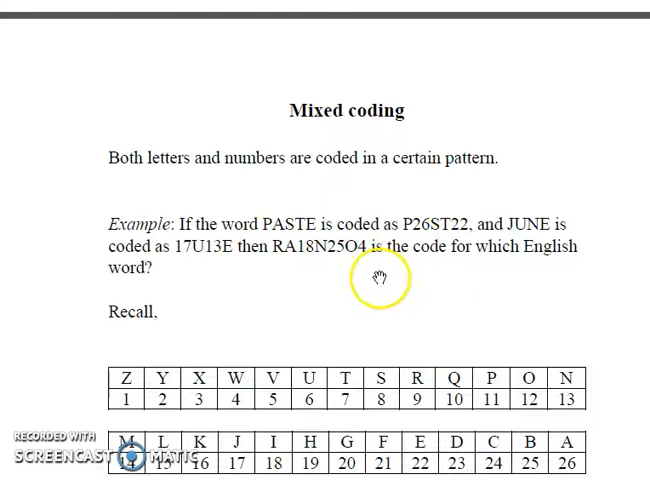 Mixed coding
Both letters and numbers are coded in a certain pattern.
Example: If the word PASTE is coded as P26ST22, and JUNE is
coded as 17U13E then RA18N25O4 is the code for which English
word?
Recall,
Z Y X W V U T S R Q P O N
1 2 3 4 5 6 7 8 9 10 11 12 13
M L K J I H G F E D C B A
14 15 16 17 18 19 20 21 22 23 24 25 26
RECORDED WITH
SCREENCAST MATIC